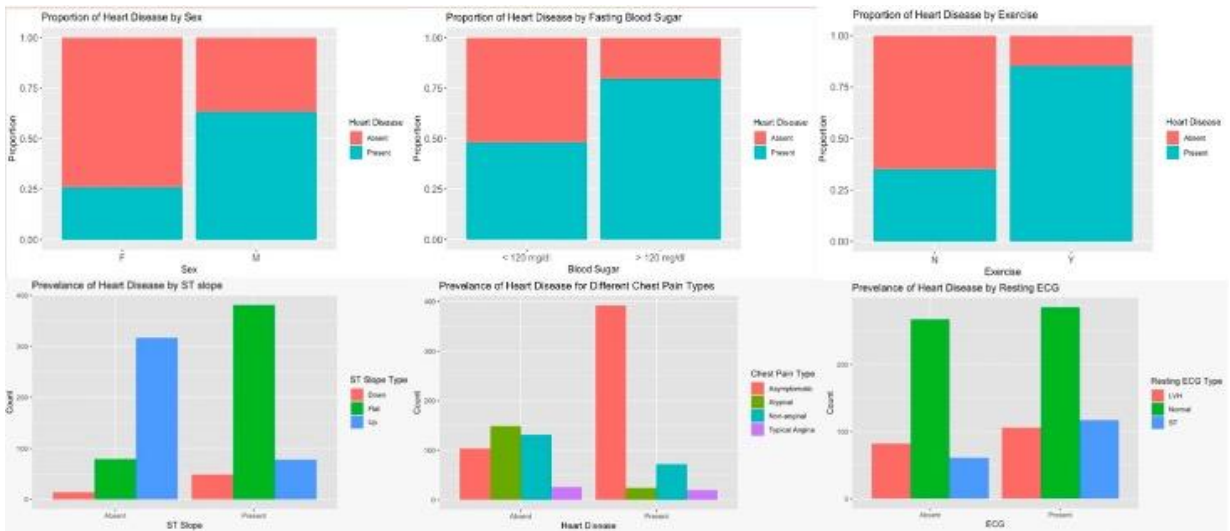 Proportion of Heart Disease by Sex
1.00
0.75
0.50
0.25
0.00
Proportion
F
M
Sex
Heart Disease
Absent
Present
Proportion of Heart Disease by Fasting Blood Sugar
1.00
0.75
0.50
0.25
0.00
Proportion
< 120 mg/dl
> 120 mg/dl
Blood Sugar
Heart Disease
Absent
Present
Proportion of Heart Disease by Exercise
1.00
0.75
0.50
0.25
0.00
Proportion
N
Y
Exercise
Heart Disease
Absent
Present
Prevelance of Heart Disease by ST slope
400
300
200
100
0
Count
Absent
Present
ST Slope
ST Slope Type
Down
Flat
Up
Prevelance of Heart Disease for Different Chest Pain Types
400
300
200
100
0
Count
Absent
Present
Heart Disease
Chest Pain Type
Asymptomatic
Atypical
Non-anginal
Typical Angina
Prevelance of Heart Disease by Resting ECG
200
100
0
Count
Absent
Present
ECG
Resting ECG Type
LVH
Normal
ST